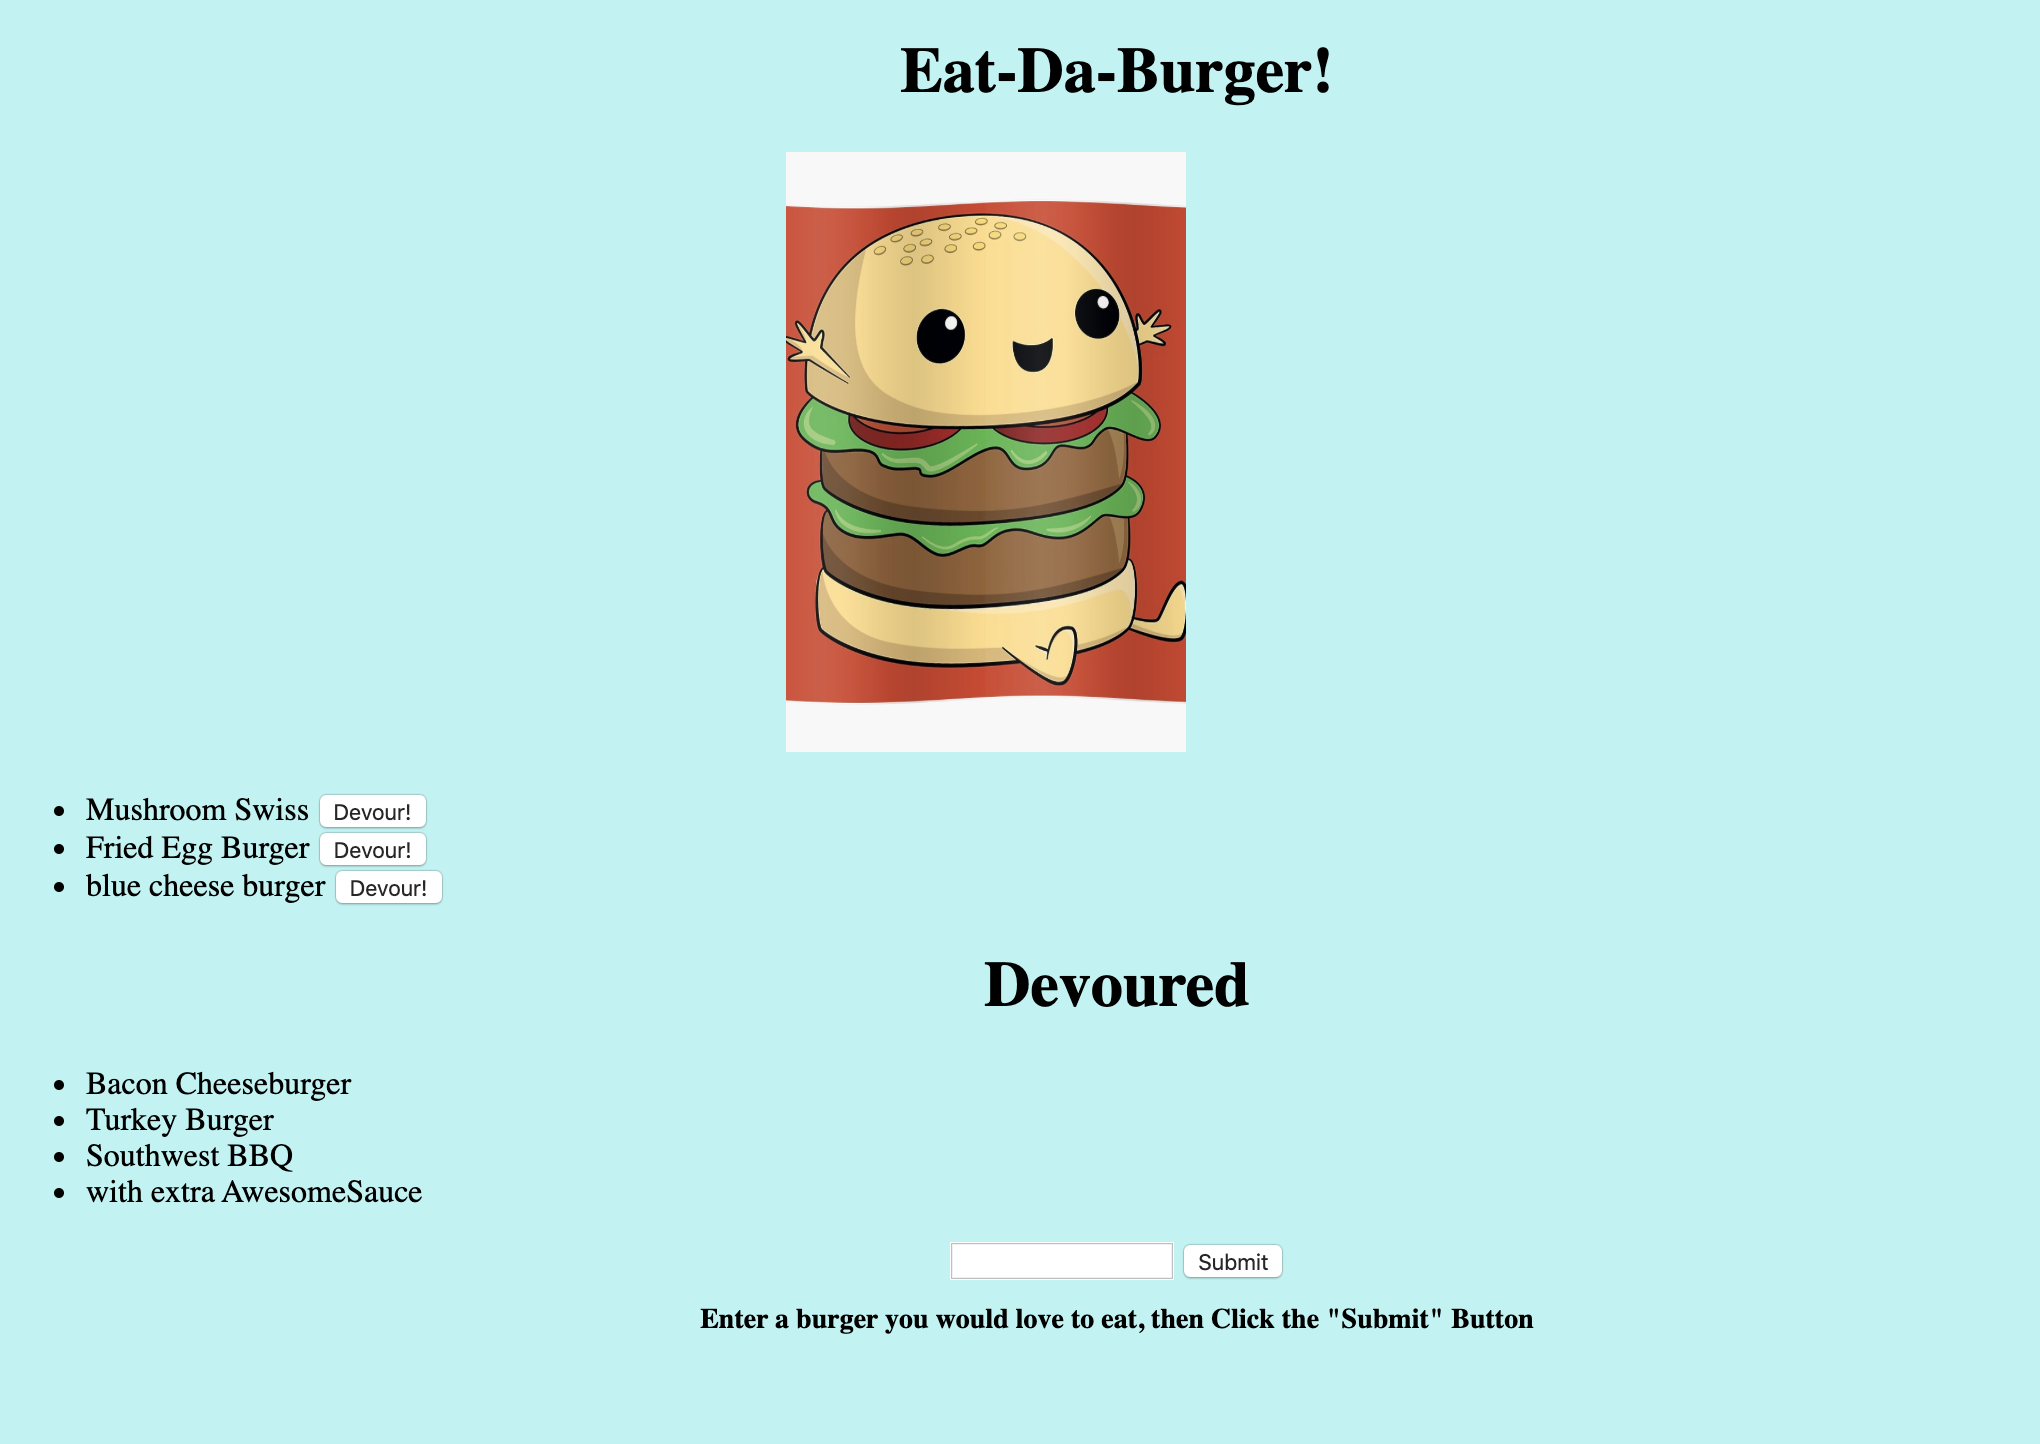 Eat-Da-Burger!
Mushroom Swiss Devour!
Fried Egg Burger Devour!
blue cheese burger Devour!
Devoured
Bacon Cheeseburger
Turkey Burger
Southwest BBQ
with extra AwesomeSauce
Submit
Enter a burger you would love to eat, then Click the "Submit" Button